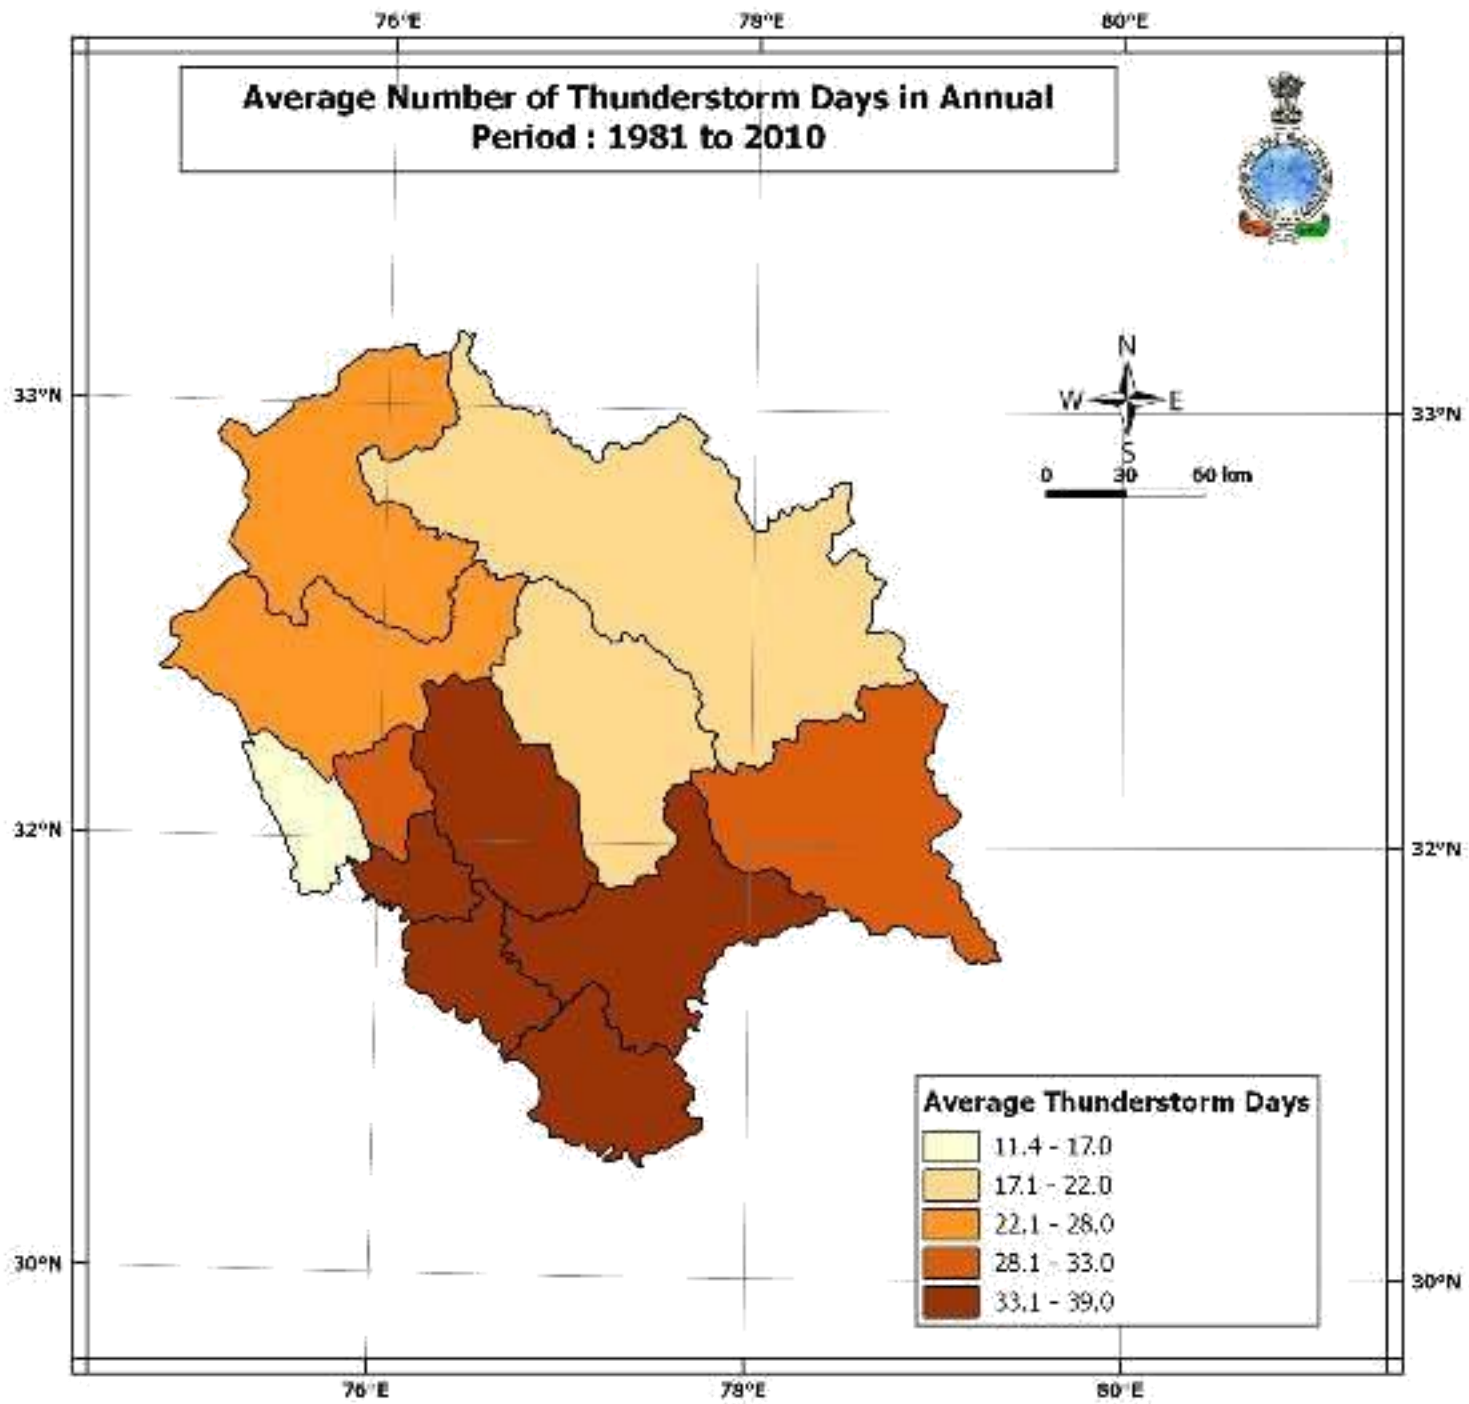 76°E 78°E 80°E
Average Number of Thunderstorm Days in Annual
Period : 1981 to 2010
N
33°N
W E
33°N
S
0 30 60 km
32°N
32°N
Average Thunderstorm Days
11.4 - 17.0
17.1 - 22.0
22.1 - 28.0
28.1 - 33.0
33.1 - 39.0
30°N
30°N
76°E 78°E 80°E